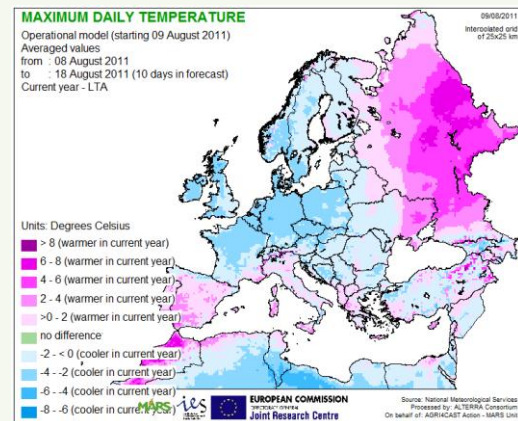 MAXIMUM DAILY TEMPERATURE
09/08/2011
Operational model (starting 09 August 2011)
Interpolated grid
of 25x25 km
Averaged values
from : 08 August 2011
to : 18 August 2011 (10 days in forecast)
Current year - LTA
Units: Degrees Celsius
> 8 (warmer in current year)
6 - 8 (warmer in current year)
4 - 6 (warmer in current year)
2 - 4 (warmer in current year)
>0 - 2 (warmer in current year)
no difference
-2 - < 0 (cooler in current year)
-4 - -2 (cooler in current year)
-6 - -4 (cooler in current year)
-8 - -6 (cooler in current year)
MARS
ies
EUROPEAN COMMISSION
DIRECTORATE GENERAL
Joint Research Centre
Source: National Meteorological Services
Processed by: ALTERRA Consortium
On behalf of: AGRI4CAST Action - MARS Unit